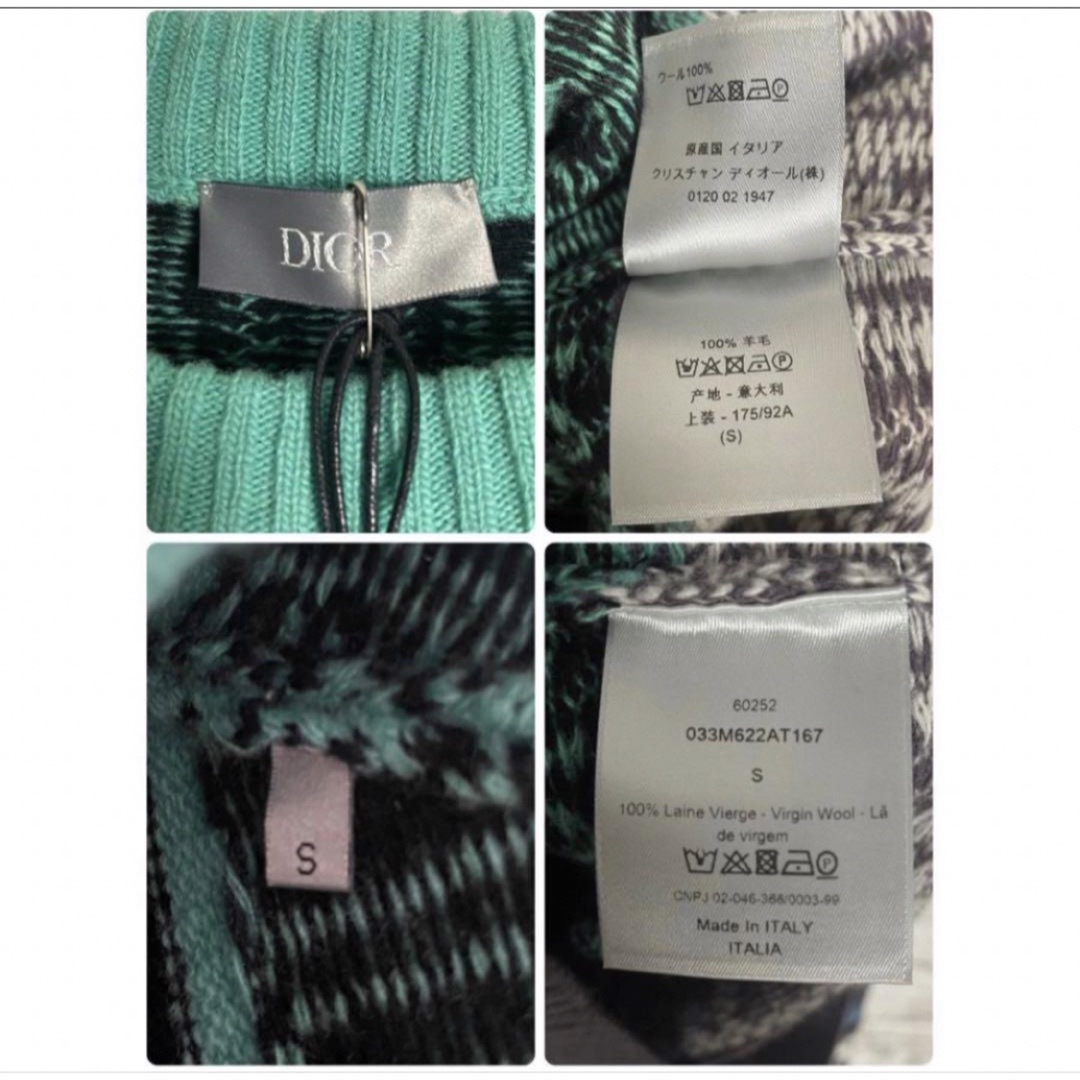 DIOR
ウール100%
原産国 イタリア
クリスチャン ディオール(株)
0120 02 1947
100% 羊毛
产地 - 意大利
上装 - 175/92A
(S)
S
60252
033M622AT167
S
100% Laine Vierge - Virgin Wool - Lã
de virgem
CNPJ 02-046-368/0003-99
Made In ITALY
ITALIA